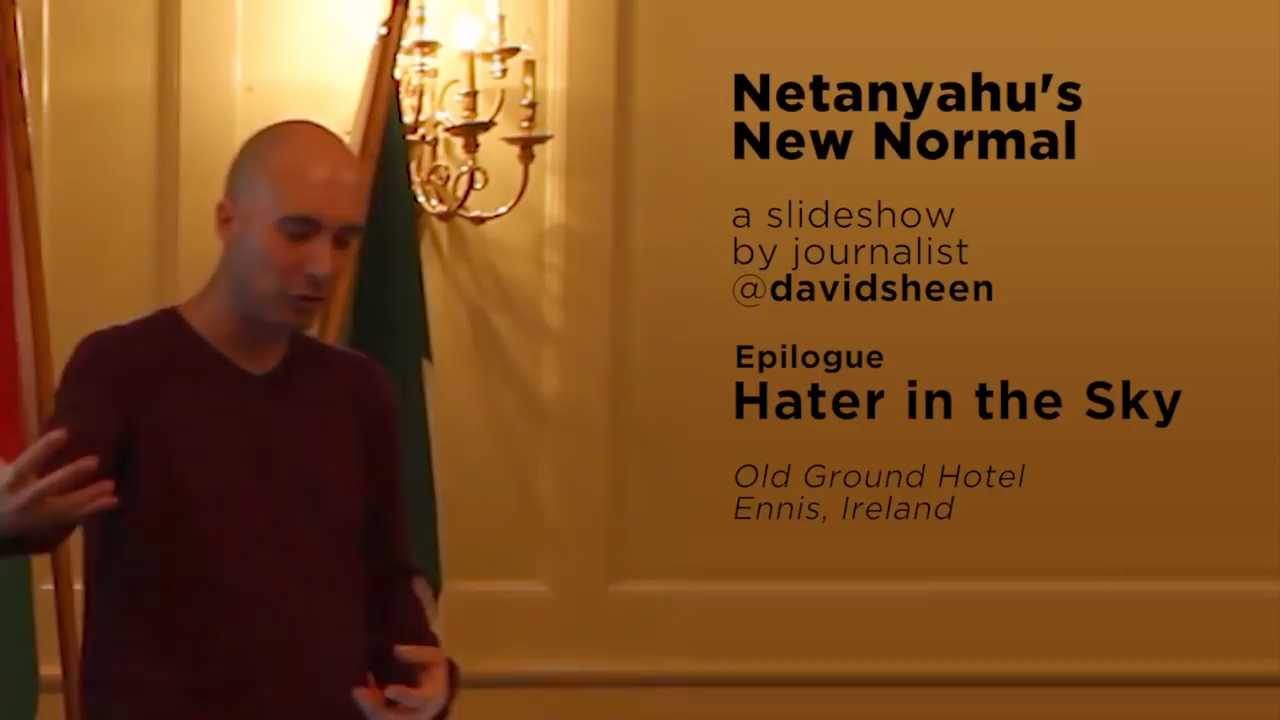 Netanyahu's
New Normal
a slideshow
by journalist
@davidsheen
Epilogue
Hater in the Sky
Old Ground Hotel
Ennis, Ireland